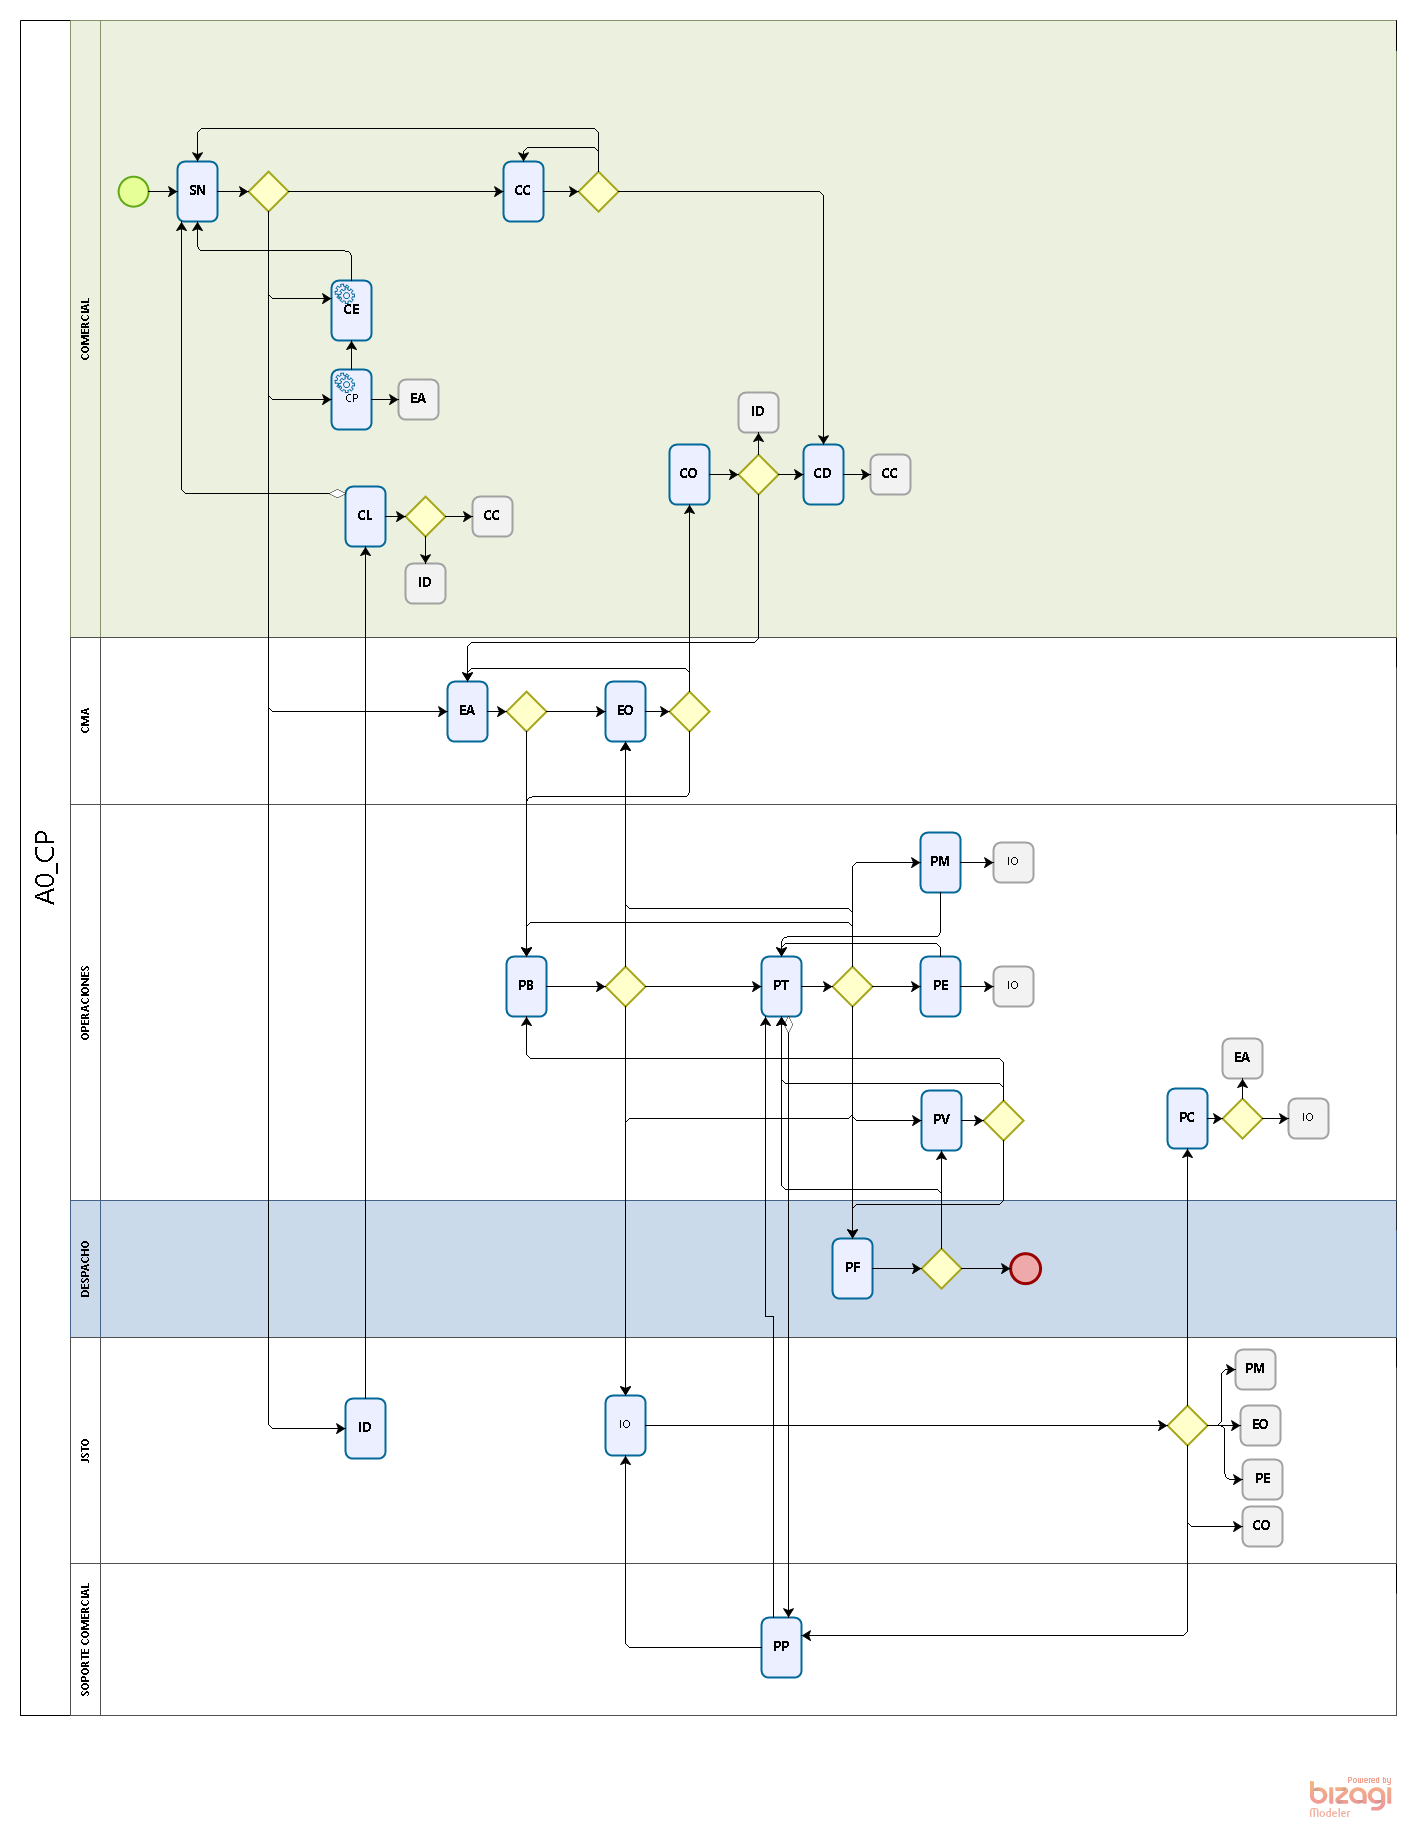 A0_CP
COMERCIAL
SN
CC
CE
CP
EA
ID
CO
CD
CC
CL
CC
ID
CMA
EA
EO
OPERACIONES
PM
IO
PB
PT
PE
IO
EA
PV
PC
IO
DESPACHO
PF
JSTO
PM
ID
IO
EO
PE
CO
SOPORTE COMERCIAL
PP
Powered by
bizagi
Modeler